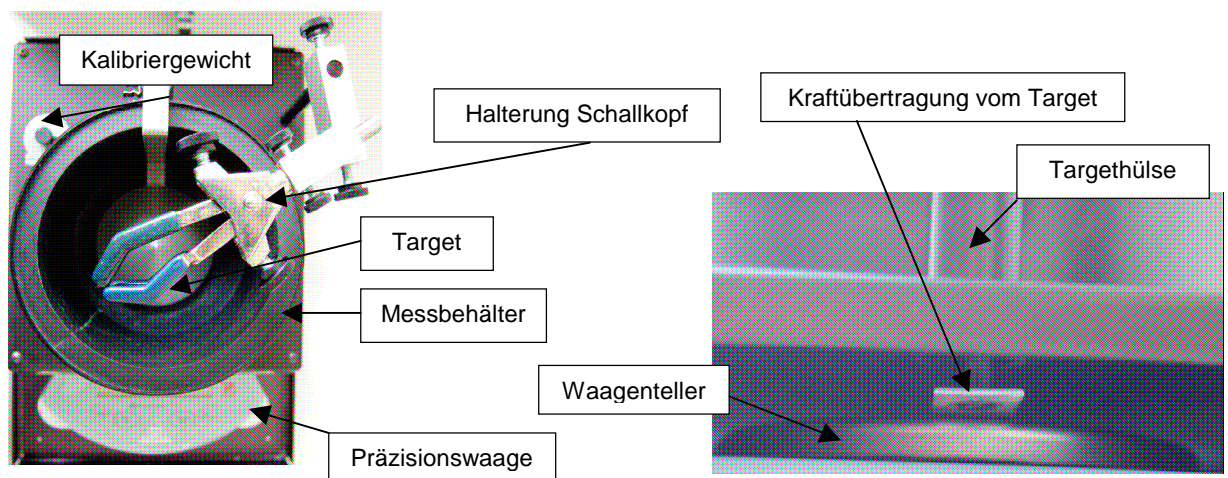 Kalibriergewicht
Halterung Schallkopf
Target
Messbehälter
Präzisionswaage
Kraftübertragung vom Target
Targethülse
Waagenteller